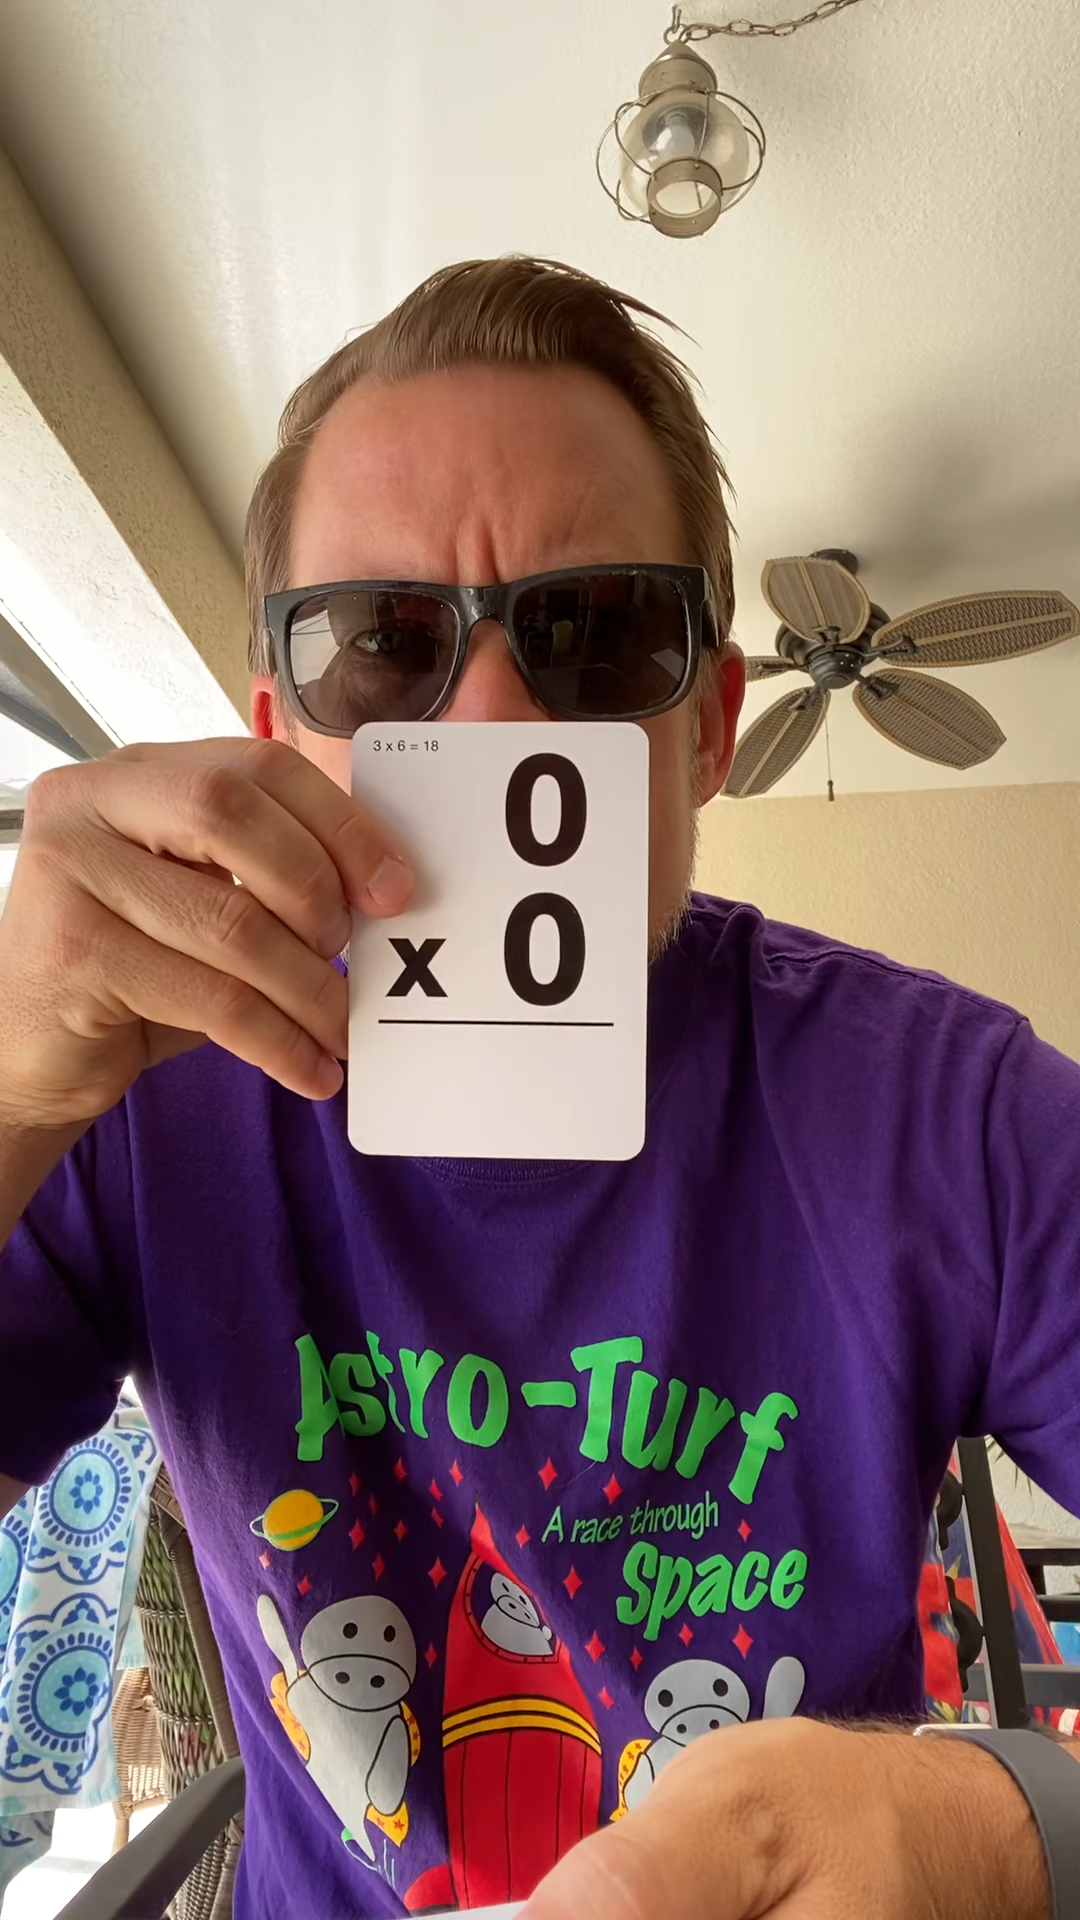 3 x 6 = 18
0
x 0
Astro-Turf
A race through
Space